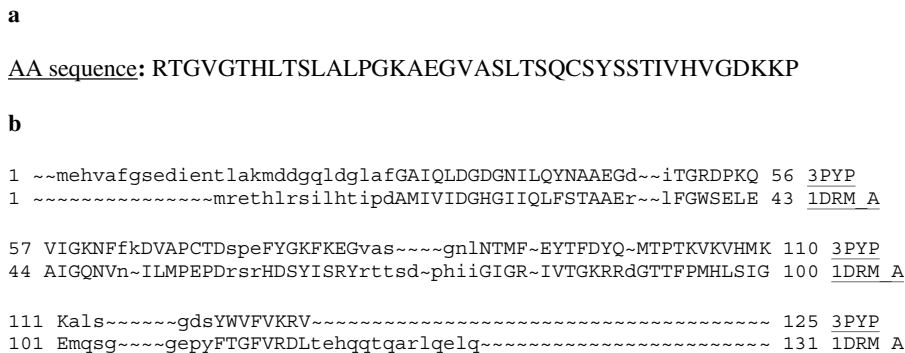 a
AA sequence: RTGVGTHLTSLALPGKAEGVASLTSQCSYSSTIVHVGDKKP
b
1 ~~mehvafgsedientlakmddgqldglafGAIQLDGDGNILQYNAAEGd~~iTGRDPKQ 56 3PYP
1 ~~~~~~~~~~~~~~~mrethlrsilhtipdAMIVIDGHGIIQLFSTAAEr~~lFGWSELE 43 1DRM_A
57 VIGKNFfkDVAPCTDspeFYGKFKEGvas~~~~gnlNTMF~EYTFDYQ~MTPTKVKVHMK 110 3PYP
44 AIGQNVn~ILMPEPDrsrHDSYISRYrttsd~phiiGIGR~IVTGKRRdGTTFPMHLSIG 100 1DRM_A
111 Kals~~~~~~gdsYWVFVKRV~~~~~~~~~~~~~~~~~~~~~~~~~~~~~~~~~~~~~~~ 125 3PYP
101 Emqsg~~~~gepyFTGFVRDLtehqqtqarlqelq~~~~~~~~~~~~~~~~~~~~~~~~~ 131 1DRM A